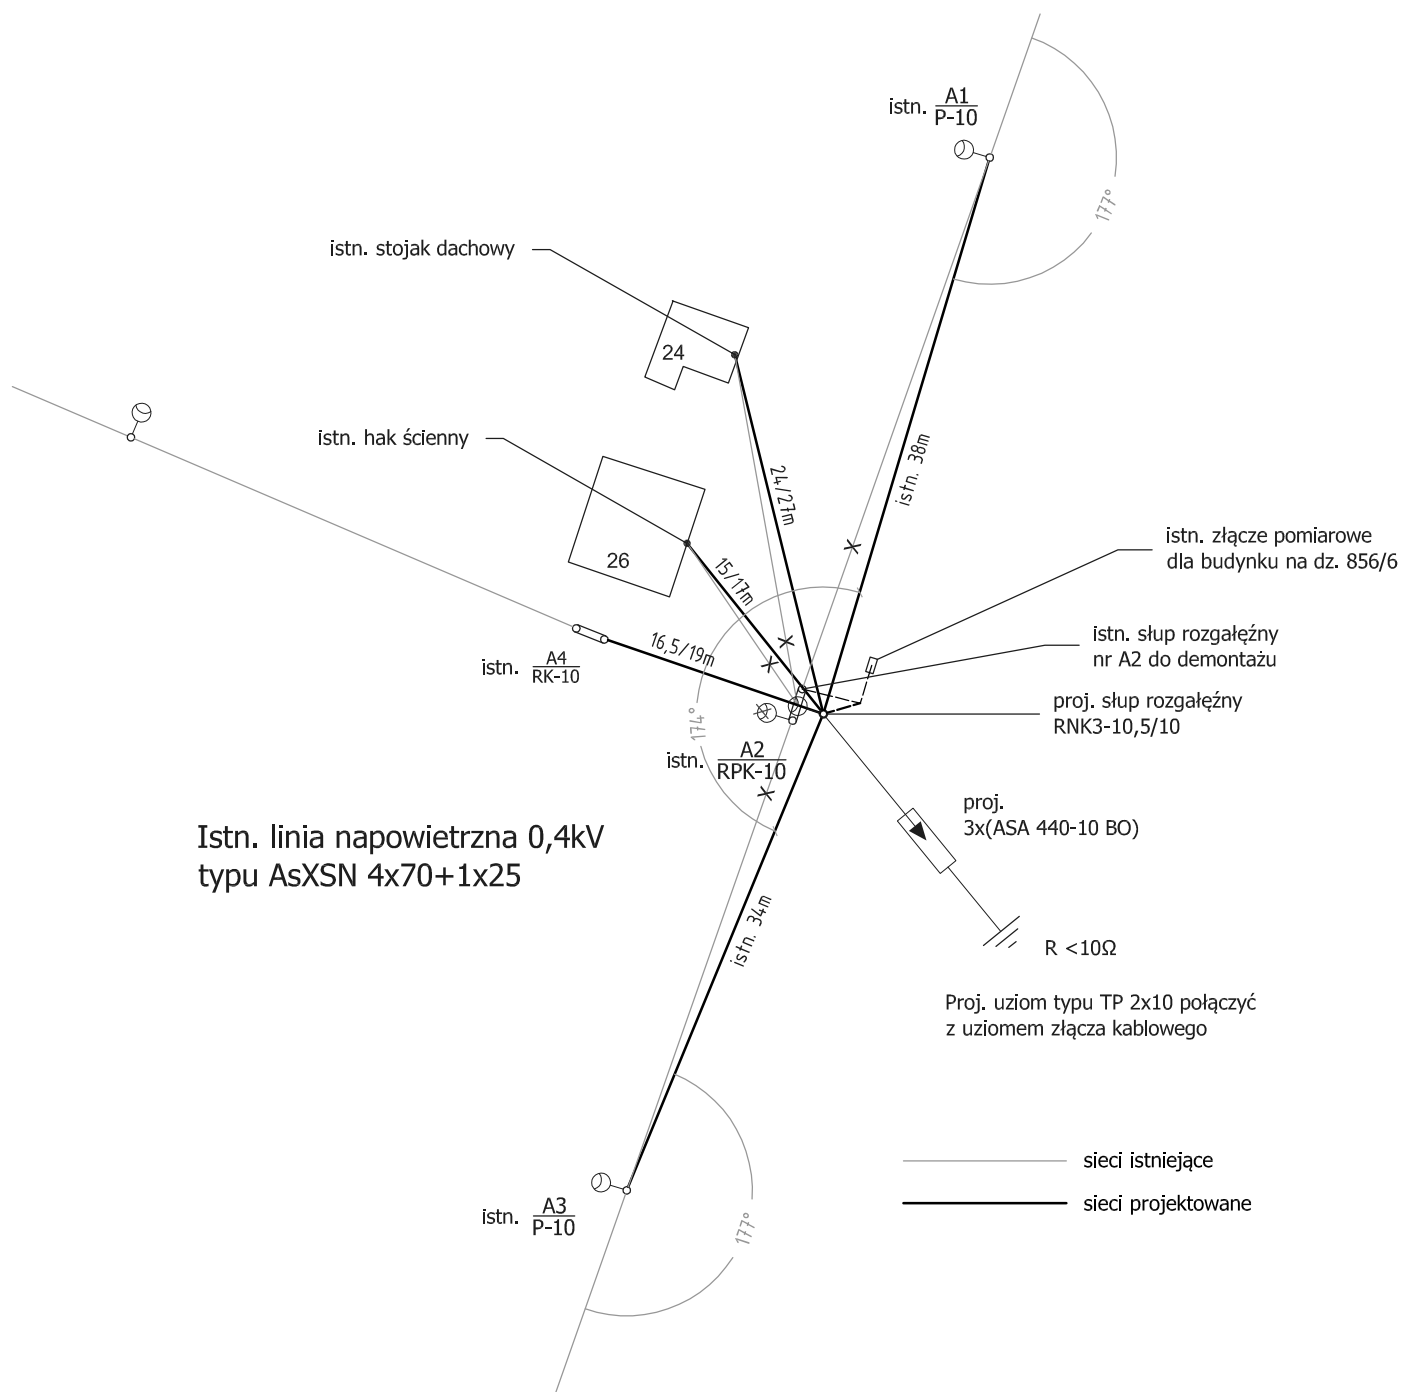 istn. A1
P-10
177°
istn. stojak dachowy
24
istn. hak ścienny
26
24/27m
istn. 38m
15/17m
16,5/19m
istn. złącze pomiarowe
dla budynku na dz. 856/6
istn. słup rozgałęźny
nr A2 do demontażu
istn. A4
RK-10
proj. słup rozgałęźny
RNK3-10,5/10
174°
istn. A2
RPK-10
proj.
3x(ASA 440-10 BO)
Istn. linia napowietrzna 0,4kV
typu AsXSN 4x70+1x25
istn. 34m
R <10Ω
Proj. uziom typu TP 2x10 połączyć
z uziomem złącza kablowego
sieci istniejące
sieci projektowane
istn. A3
P-10
177°